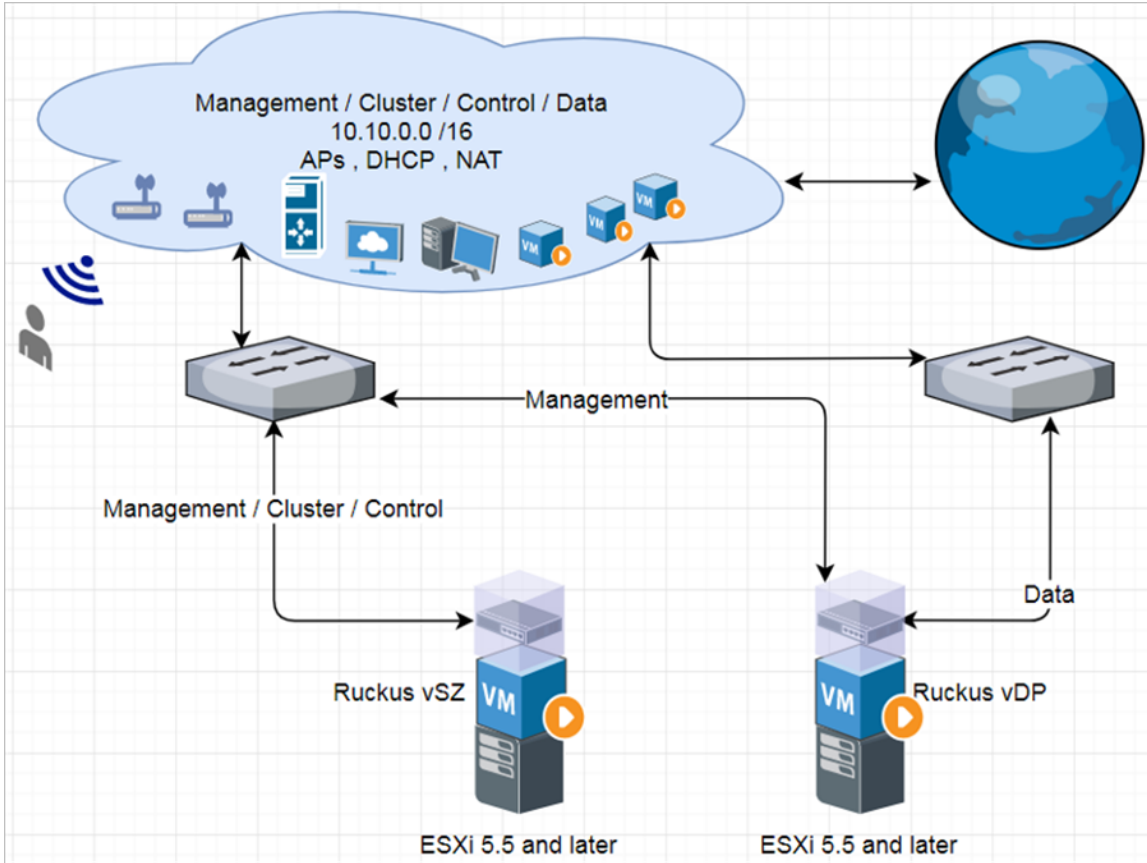 Management / Cluster / Control / Data
10.10.0.0 /16
APs , DHCP , NAT
VM
VM
VM
Management
Management / Cluster / Control
Data
Ruckus vSZ
VM
VM
Ruckus vDP
ESXi 5.5 and later
ESXi 5.5 and later